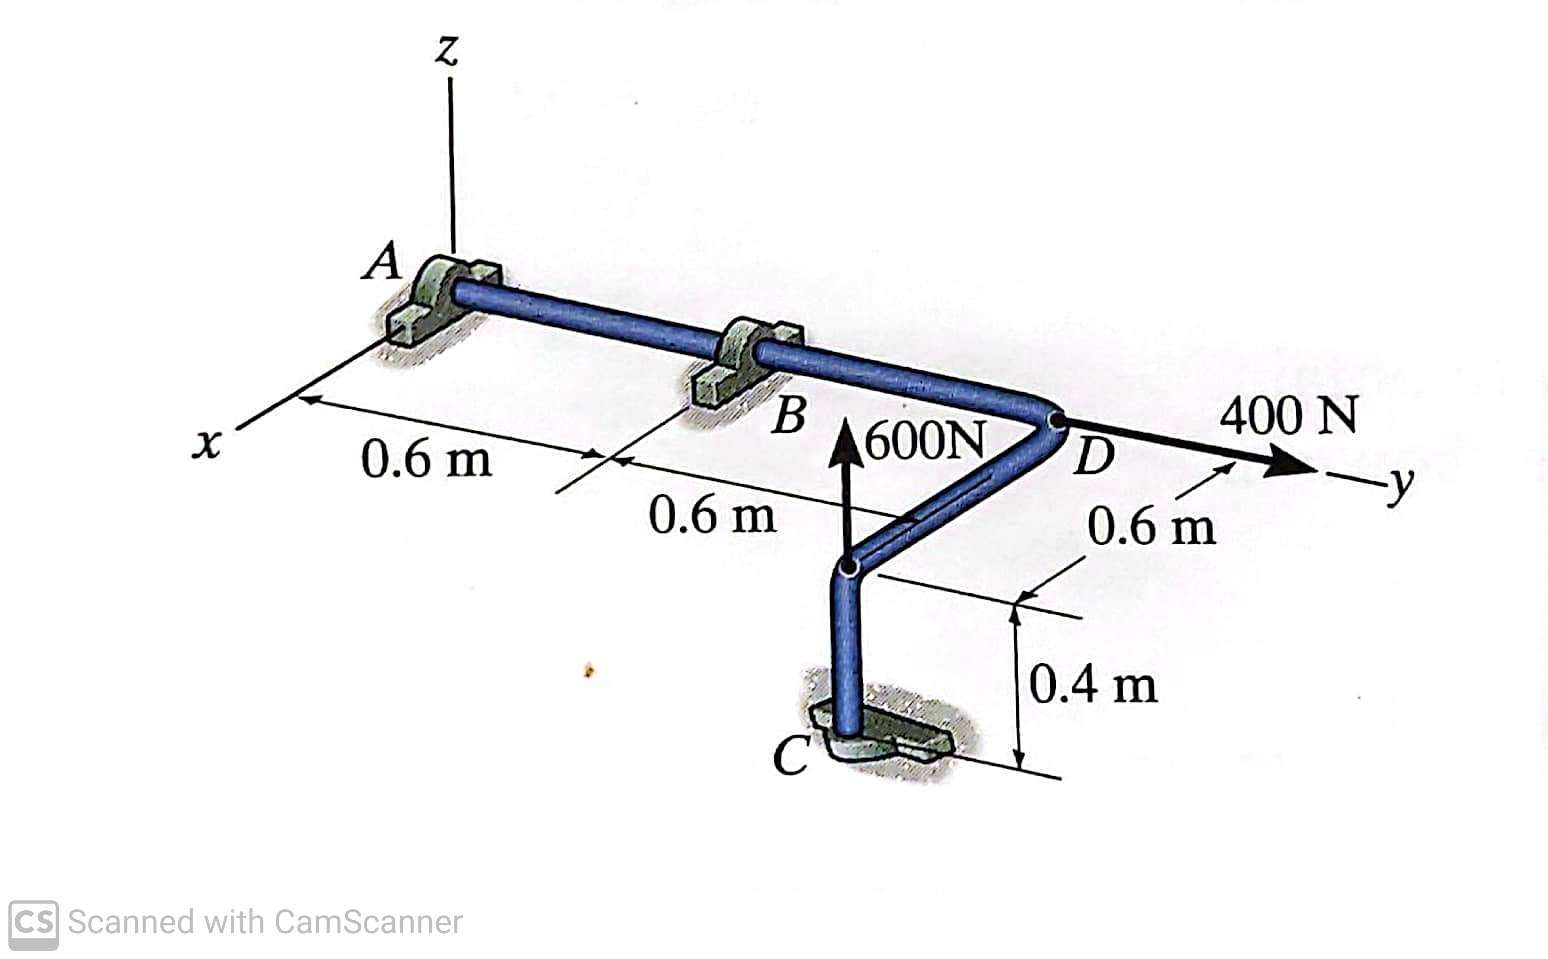 z
A
x
0.6 m
B
600N
400 N
D
y
0.6 m
0.6 m
0.4 m
C
CS Scanned with CamScanner